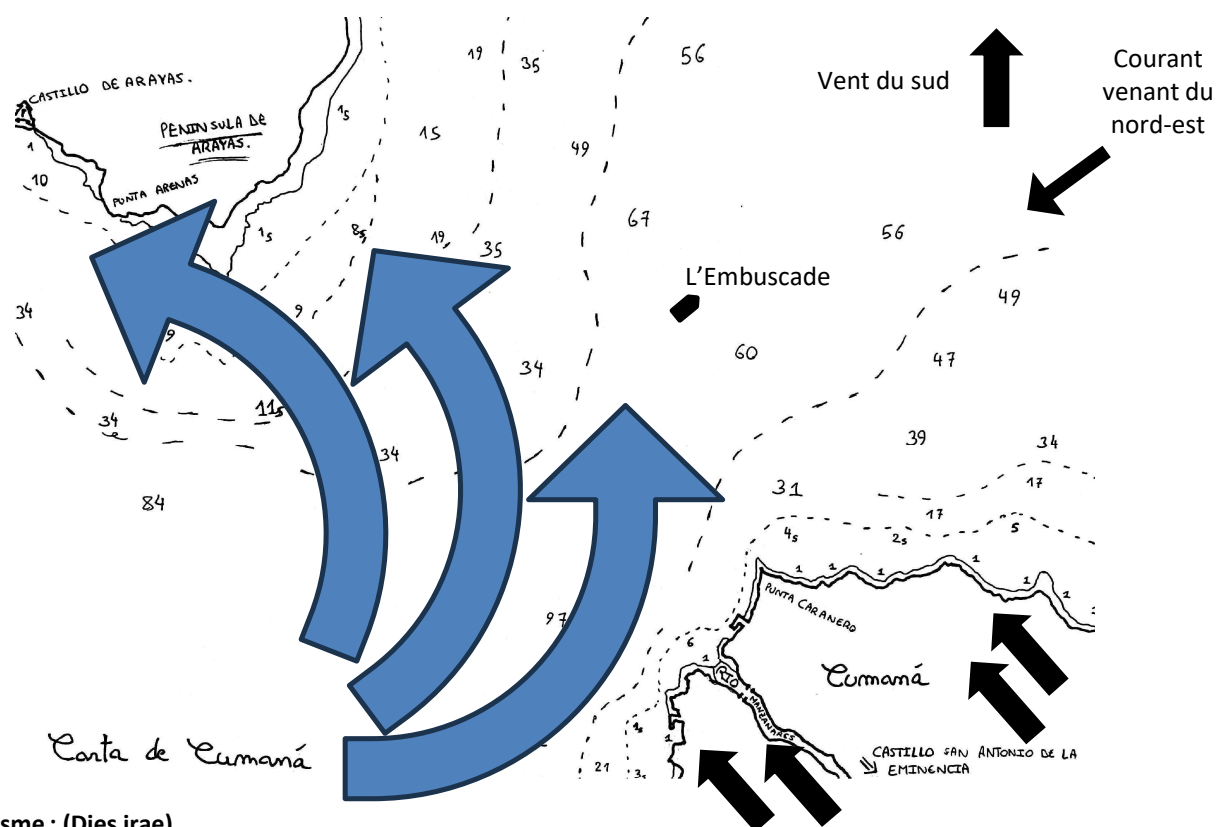 19
35
56
Vent du sud
Courant
venant du
nord-est
CASTILLO DE ARAYAS.
PENINSULA DE
ARAYAS.
1s
15
49
1
10
PUNTA ARENAS
67
56
1s
8s
19
35
L'Embuscade
49
34
9
9
60
47
34
11s
34
39
34
34
31
17
84
17
4s
2s
5
1
1
1
1
1
1
PUNTA CARANERO
97
6
1
RIO
MANZANARES
Cumaná
1s
1
Carta de Cumaná
21
3s
CASTILLO SAN ANTONIO DE LA
EMINENCIA
sme : (Dies irae)